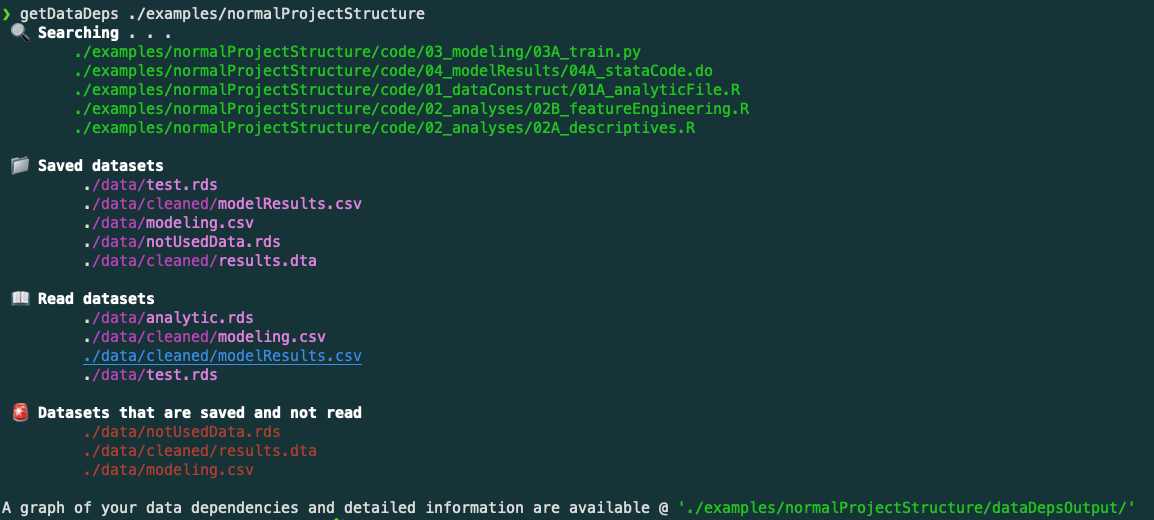 ❯ getDataDeps ./examples/normalProjectStructure
🔍 Searching . . .
./examples/normalProjectStructure/code/03_modeling/03A_train.py
./examples/normalProjectStructure/code/04_modelResults/04A_stataCode.do
./examples/normalProjectStructure/code/01_dataConstruct/01A_analyticFile.R
./examples/normalProjectStructure/code/02_analyses/02B_featureEngineering.R
./examples/normalProjectStructure/code/02_analyses/02A_descriptives.R
📁 Saved datasets
./data/test.rds
./data/cleaned/modelResults.csv
./data/modeling.csv
./data/notUsedData.rds
./data/cleaned/results.dta
📖 Read datasets
./data/analytic.rds
./data/cleaned/modeling.csv
./data/cleaned/modelResults.csv
./data/test.rds
🚨 Datasets that are saved and not read
./data/notUsedData.rds
./data/cleaned/results.dta
./data/modeling.csv
A graph of your data dependencies and detailed information are available @ './examples/normalProjectStructure/dataDepsOutput/'